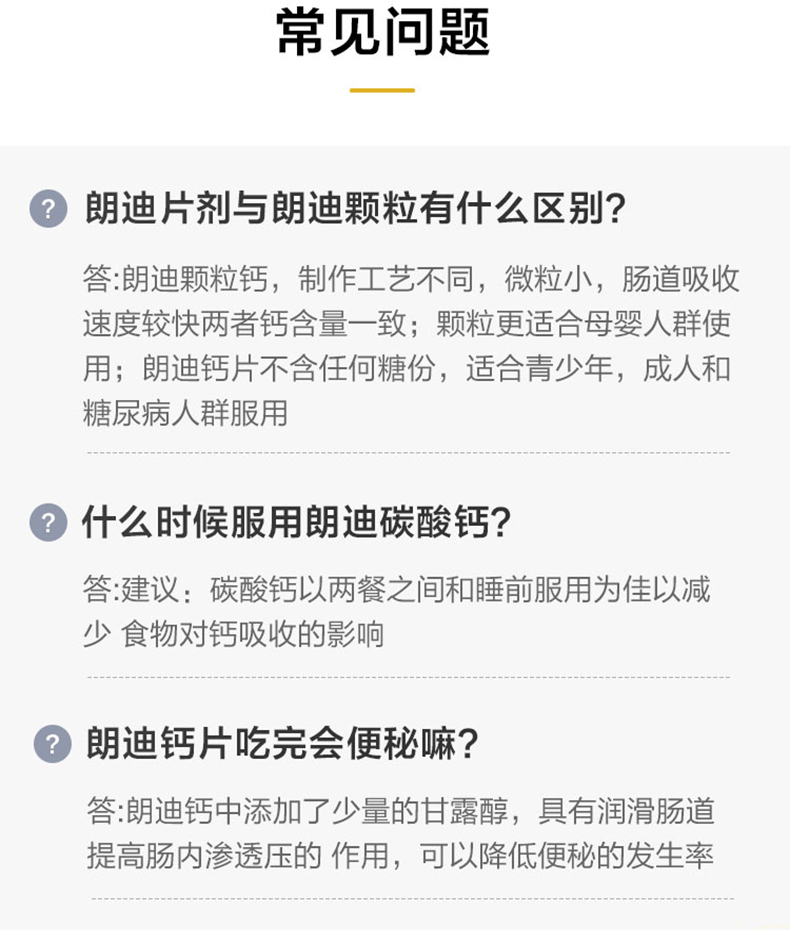 常见问题
? 朗迪片剂与朗迪颗粒有什么区别?
答:朗迪颗粒钙，制作工艺不同，微粒小，肠道吸收
速度较快两者钙含量一致；颗粒更适合母婴人群使
用；朗迪钙片不含任何糖份，适合青少年，成人和
糖尿病人群服用
? 什么时候服用朗迪碳酸钙?
答:建议：碳酸钙以两餐之间和睡前服用为佳以减
少 食物对钙吸收的影响
? 朗迪钙片吃完会便秘嘛?
答:朗迪钙中添加了少量的甘露醇，具有润滑肠道
提高肠内渗透压的 作用，可以降低便秘的发生率